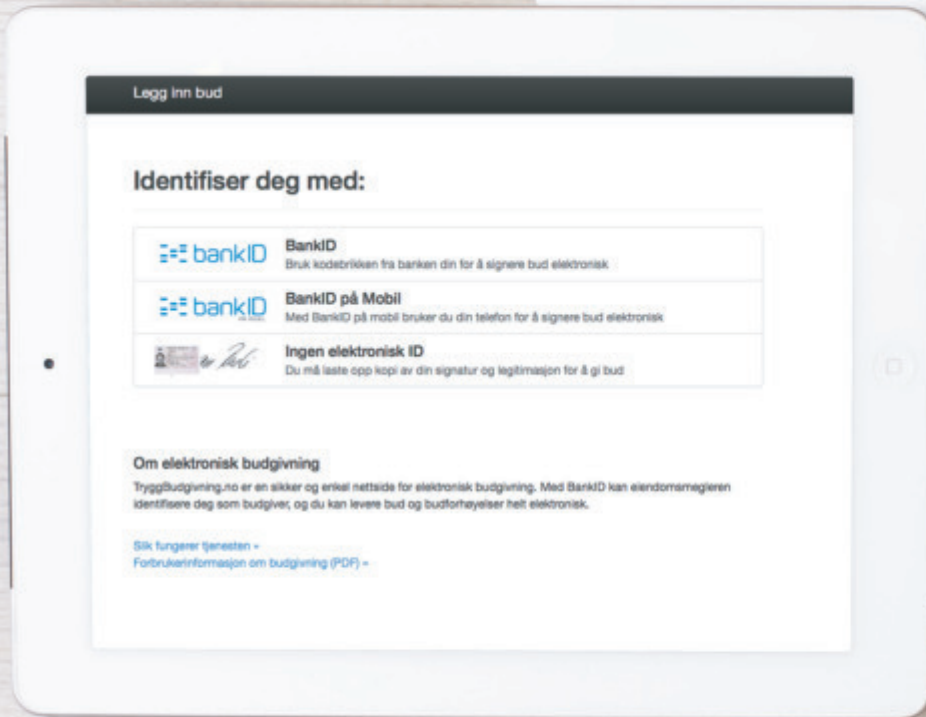 Legg inn bud
Identifiser deg med:
bankID
BankID
Bruk kodebrikken fra banken din for å signere bud elektronisk
bankID
BankID på Mobil
Med BankID på mobil bruker du din telefon for å signere bud elektronisk
Ingen elektronisk ID
Du må laste opp kopi av din signatur og legitimasjon for å gi bud
Om elektronisk budgivning
TryggBudgivning.no er en sikker og enkel nettside for elektronisk budgivning. Med BankID kan eiendomsmegleren
identifisere deg som budgiver, og du kan levere bud og budforhøyelser helt elektronisk.
Slik fungerer tjenesten »
Forbrukerinformasjon om budgivning (PDF) »